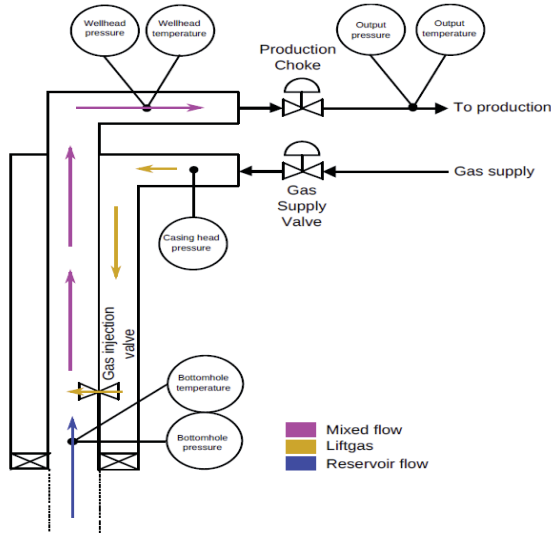 Wellhead
pressure
Wellhead
temperature
Output
pressure
Output
temperature
Production
Choke
To production
Gas supply
Gas
Supply
Valve
Casing head
pressure
Gas injection
valve
Bottomhole
temperature
Bottomhole
pressure
Mixed flow
Liftgas
Reservoir flow